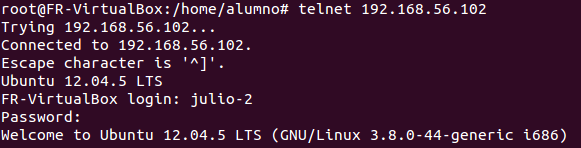 root@FR-VirtualBox:/home/alumno# telnet 192.168.56.102
Trying 192.168.56.102...
Connected to 192.168.56.102.
Escape character is '^]'.
Ubuntu 12.04.5 LTS
FR-VirtualBox login: julio-2
Password:
Welcome to Ubuntu 12.04.5 LTS (GNU/Linux 3.8.0-44-generic i686)